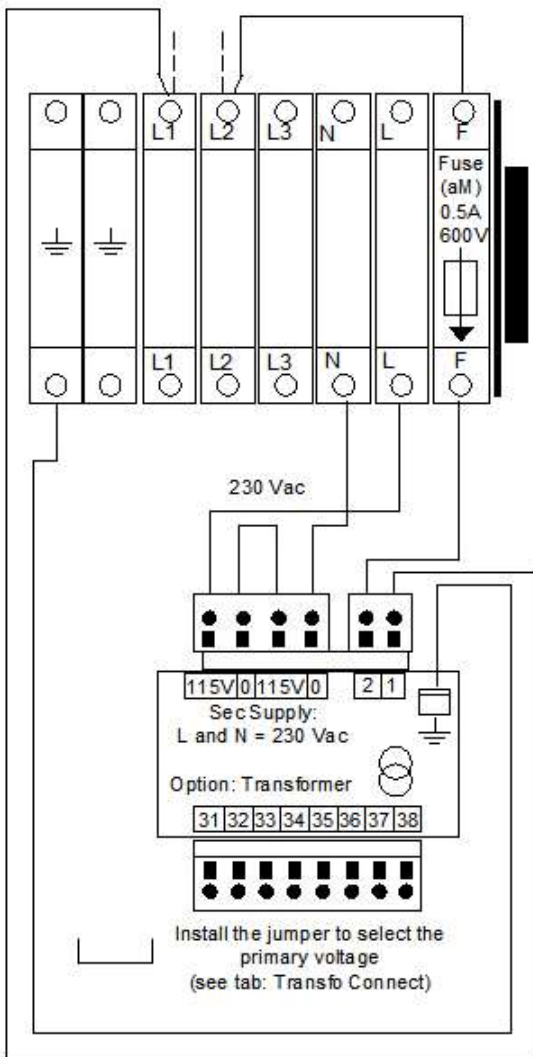 L1 L2 L3 N L F
Fuse
(aM)
0.5A
600V
L1 L2 L3 N L F
230 Vac
115V 0 115V 0 2 1
Sec Supply:
L and N = 230 Vac
Option: Transformer
31 32 33 34 35 36 37 38
Install the jumper to select the
primary voltage
(see tab: Transfo Connect)